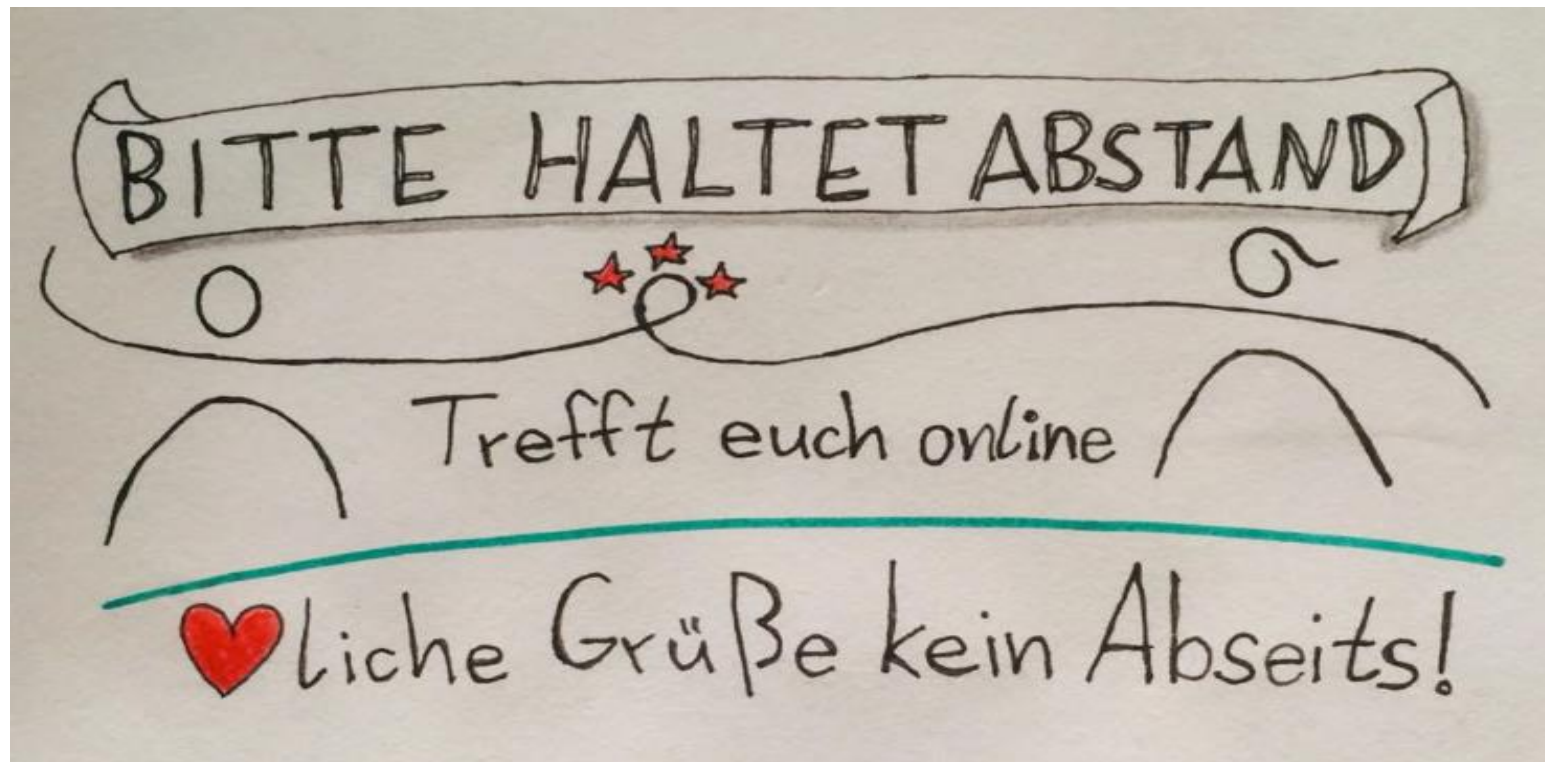 BITTE HALTET ABSTAND
Trefft euch online
❤liche Grüße kein Abseits!